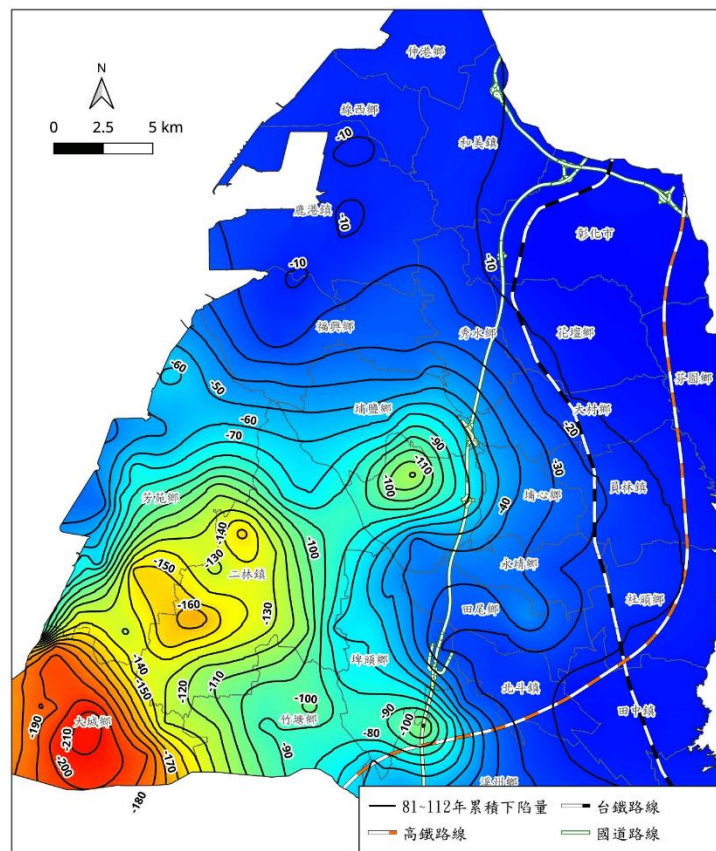 伸港鄉
N
線西鄉
0 2.5 5 km
-10
和美鎮
鹿港鎮
-10
彰化市
-10
-10
福興鄉
秀水鄉
花壇鄉
芬園鄉
-60
-50
埔鹽鄉
大村鄉
-60
-20
-70
-90
-110
-30
-100
埔心鄉
員林鎮
芳苑鄉
-40
-140
-100
-150
-130
永靖鄉
二林鎮
-130
田尾鄉
社頭鄉
-160
-140
埤頭鄉
-110
-120
-150
北斗鎮
-190
-100
竹塘鄉
-90
-100
田中鎮
大城鄉
-210
-80
-90
-200
-170
溪州鄉
-180
81~112年累積下陷量
台鐵路線
高鐵路線
國道路線